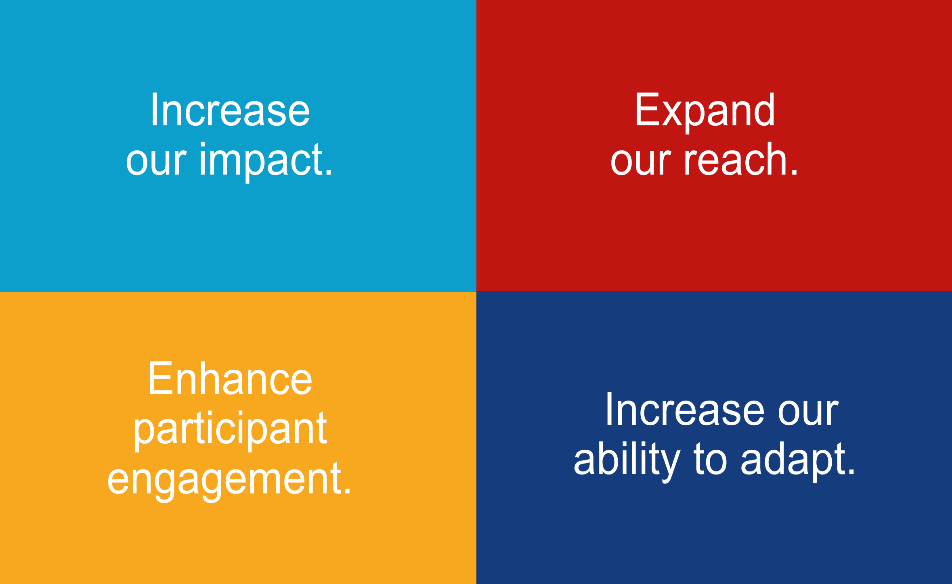 Increase
our impact.
Expand
our reach.
Enhance
participant
engagement.
Increase our
ability to adapt.